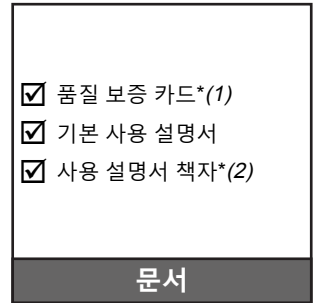 ☑ 품질 보증 카드*(1)
☑ 기본 사용 설명서
☑ 사용 설명서 책자*(2)
문서